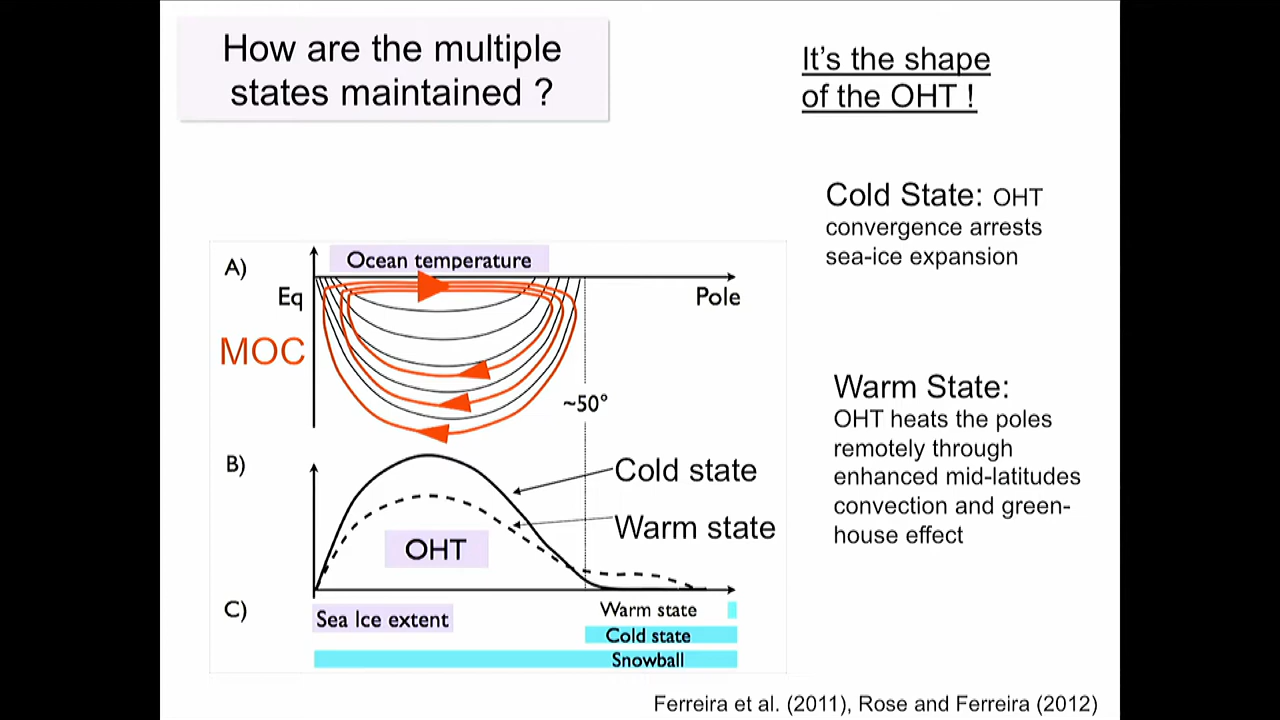 How are the multiple
states maintained ?
It's the shape
of the OHT !
Cold State: OHT
convergence arrests
sea-ice expansion
Warm State:
OHT heats the poles
remotely through
enhanced mid-latitudes
convection and green-
house effect
A)
Ocean temperature
Eq
Pole
MOC
~50°
B)
Cold state
Warm state
OHT
C)
Sea Ice extent
Warm state
Cold state
Snowball
Ferreira et al. (2011), Rose and Ferreira (2012)